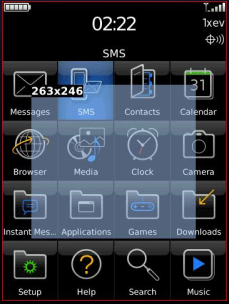 02:22
1xev
SMS
263x246
31
Messages SMS Contacts Calendar
Browser Media Clock Camera
Instant Mes... Applications Games Downloads
?
Setup Help Search Music